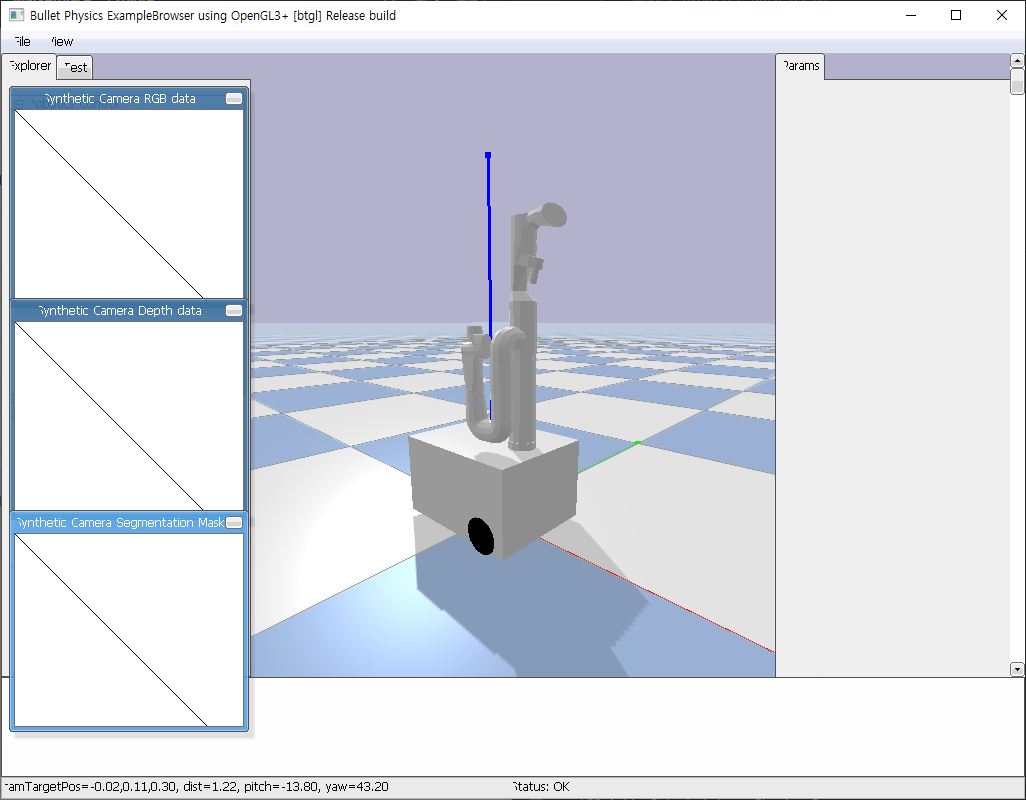 Bullet Physics ExampleBrowser using OpenGL3+ [btgl] Release build
File View
Explorer Test
Params
Synthetic Camera RGB data
Synthetic Camera Depth data
Synthetic Camera Segmentation Mask
camTargetPos=-0.02,0.11,0.30, dist=1.22, pitch=-13.80, yaw=43.20
Status: OK